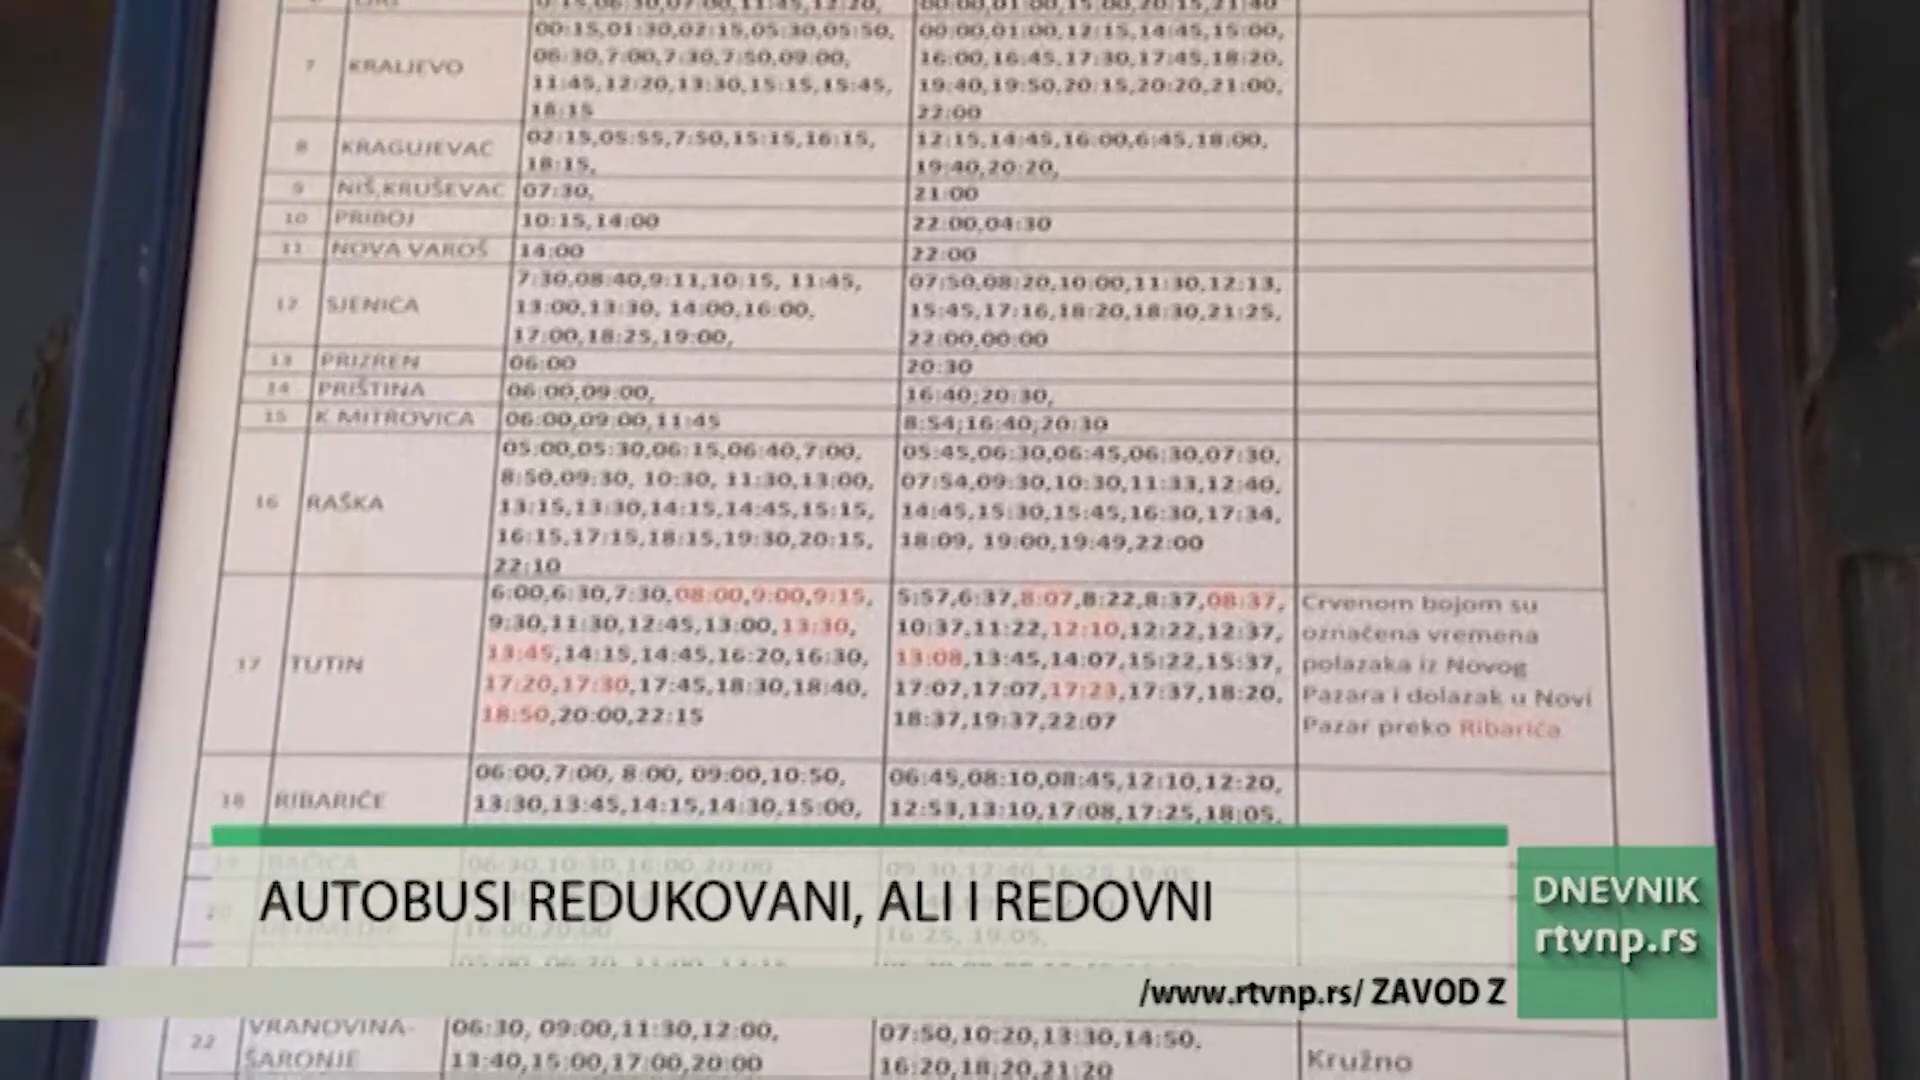 7 KRALJEVO 00:15,01:30,02:15,05:30,05:50, 00:00,01:00,12:15,14:45,15:00,
06:30,7:00,7:30,7:50,09:00, 16:00,16:45,17:30,17:45,18:20,
11:45,12:20,13:30,15:15,15:45, 19:40,19:50,20:15,20:20,21:00,
18:15 22:00
8 KRAGUJEVAC 02:15,05:55,7:50,15:15,16:15, 12:15,14:45,16:00,6:45,18:00,
18:15, 19:40,20:20,
9 NIŠ,KRUŠEVAC 07:30, 21:00
10 PRIBOJ 10:15,14:00 22:00,04:30
11 NOVA VAROŠ 14:00 22:00
12 SJENICA 7:30,08:40,9:11,10:15, 11:45, 07:50,08:20,10:00,11:30,12:13,
13:00,13:30, 14:00,16:00, 15:45,17:16,18:20,18:30,21:25,
17:00,18:25,19:00, 22:00,00:00
13 PRIZREN 06:00 20:30
14 PRIŠTINA 06:00,09:00, 16:40;20:30,
15 K MITROVICA 06:00,09:00,11:45 8:54;16:40,20:30
16 RAŠKA 05:00,05:30,06:15,06:40,7:00, 05:45,06:30,06:45,06:30,07:30,
8:50,09:30, 10:30, 11:30,13:00, 07:54,09:30,10:30,11:33,12:40,
13:15,13:30,14:15,14:45,15:15, 14:45,15:30,15:45,16:30,17:34,
16:15,17:15,18:15,19:30,20:15, 18:09, 19:00,19:49,22:00
22:10
17 TUTIN 6:00,6:30,7:30,08:00,9:00,9:15, 5:57,6:37,8:07,8:22,8:37,08:37, Crvenom bojom su
9:30,11:30,12:45,13:00,13:30, 10:37,11:22,12:10,12:22,12:37, označena vremena
13:45,14:15,14:45,16:20,16:30, 13:08,13:45,14:07,15:22,15:37, polazaka iz Novog
17:20,17:30,17:45,18:30,18:40, 17:07,17:07,17:23,17:37,18:20, Pazara i dolazak u Novi
18:50,20:00,22:15 18:37,19:37,22:07 Pazar preko Ribarića
18 RIBARIĆE 06:00,7:00, 8:00, 09:00,10:50, 06:45,08:10,08:45,12:10,12:20,
13:30,13:45,14:15,14:30,15:00, 12:53,13:10,17:08,17:25,18:05,
AUTOBUSI REDUKOVANI, ALI I REDOVNI
DNEVNIK
rtvnp.rs
/www.rtvnp.rs/ ZAVOD Z
22 VRANOVINA- 06:30, 09:00,11:30,12:00, 07:50,10:20,13:30,14:50,
ŠARONJE 13:40,15:00,17:00,20:00 16:20,18:20,21:20 Kružno